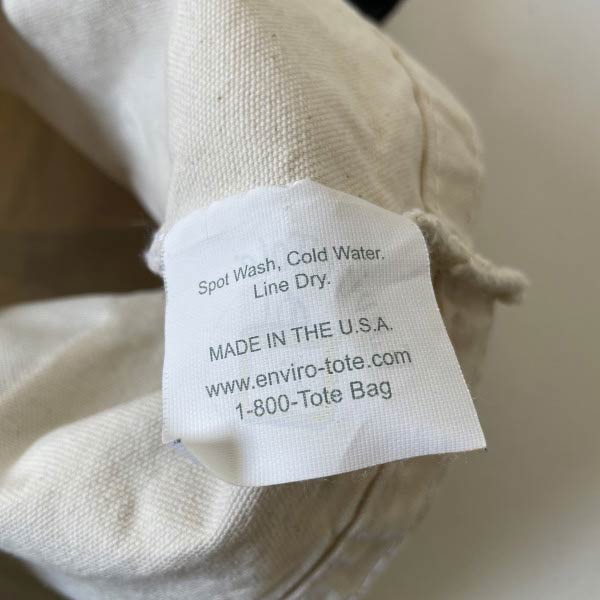 Spot Wash, Cold Water.
Line Dry.
MADE IN THE U.S.A.
www.enviro-tote.com
1-800-Tote Bag